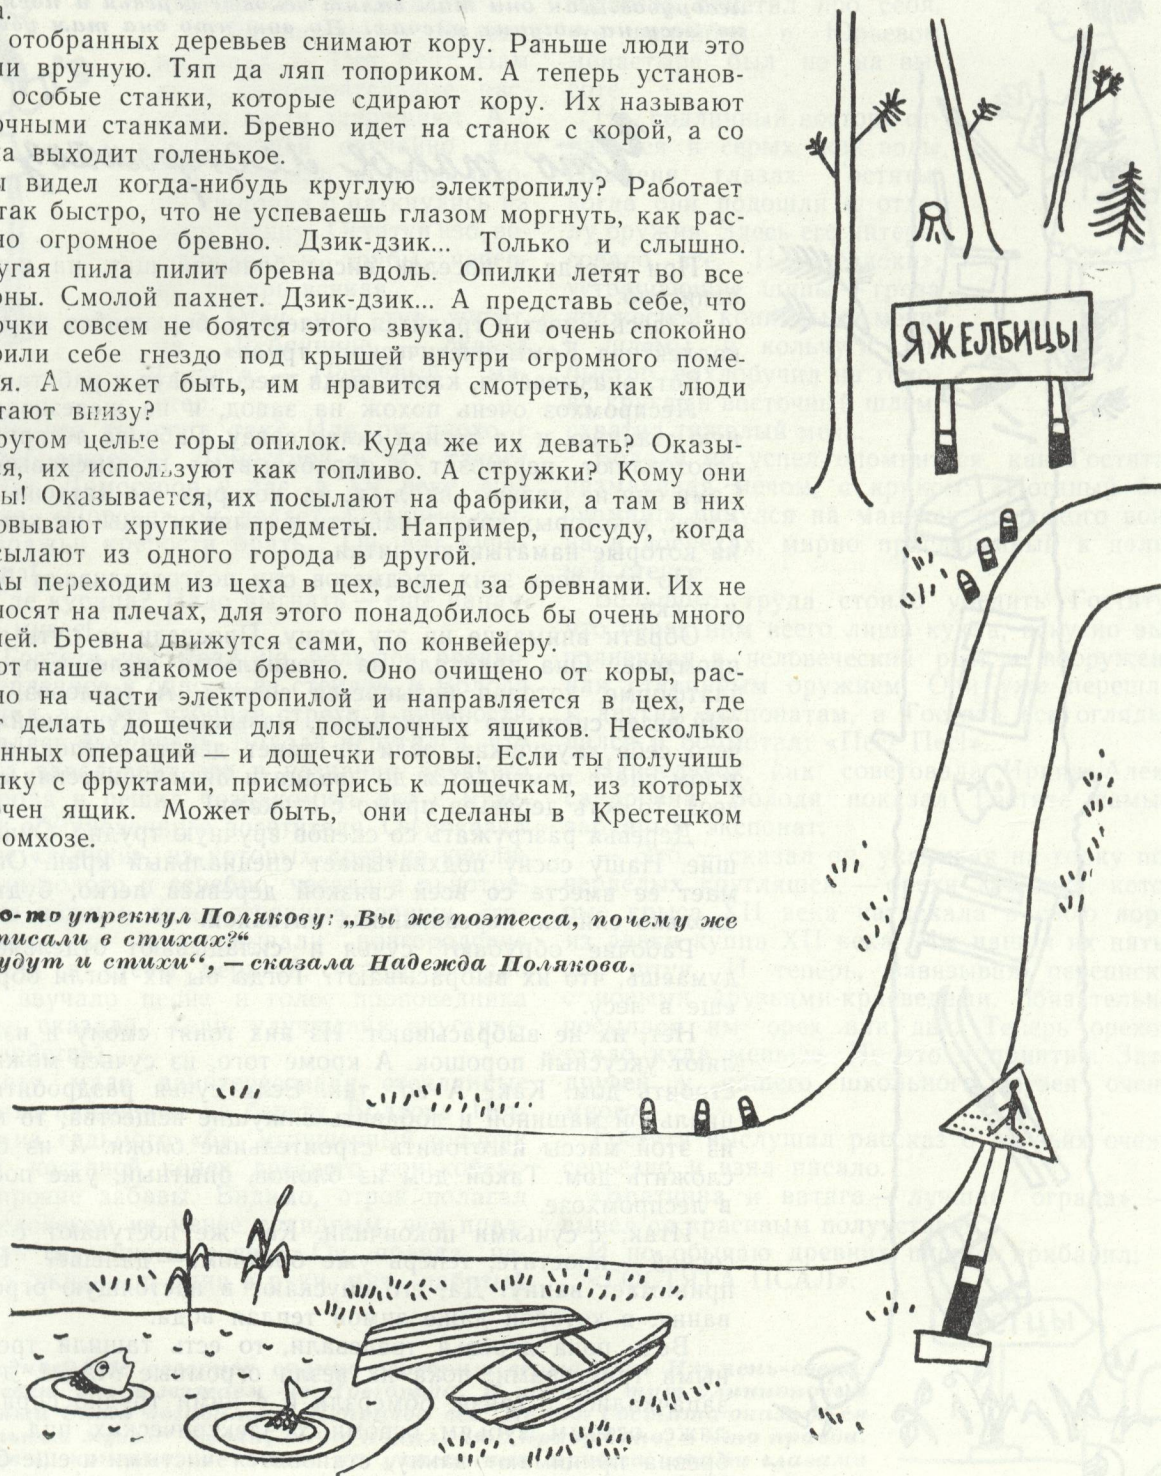 отобранных деревьев снимают кору. Раньше люди это
ли вручную. Тяп да ляп топориком. А теперь установ-
особые станки, которые сдирают кору. Их называют
очными станками. Бревно идет на станок с корой, а со
ка выходит голенькое.
ы видел когда-нибудь круглую электропилу? Работает
так быстро, что не успеваешь глазом моргнуть, как рас-
но огромное бревно. Дзик-дзик... Только и слышно.
ругая пила пилит бревна вдоль. Опилки летят во все
оны. Смолой пахнет. Дзик-дзик... А представь себе, что
очки совсем не боятся этого звука. Они очень спокойно
оили себе гнездо под крышей внутри огромного поме-
я. А может быть, им нравится смотреть, как люди
тают внизу?
ругом целые горы опилок. Куда же их девать? Оказы-
я, их используют как топливо. А стружки? Кому они
ы! Оказывается, их посылают на фабрики, а там в них
овывают хрупкие предметы. Например, посуду, когда
сылают из одного города в другой.
ы переходим из цеха в цех, вслед за бревнами. Их не
носят на плечах, для этого понадобилось бы очень много
ей. Бревна движутся сами, по конвейеру.
от наше знакомое бревно. Оно очищено от коры, рас-
но на части электропилой и направляется в цех, где
т делать дощечки для посылочных ящиков. Несколько
нных операций — и дощечки готовы. Если ты получишь
лку с фруктами, присмотрись к дощечкам, из которых
очен ящик. Может быть, они сделаны в Крестецком
ромхозе.
о-то упрекнул Полякову: „Вы же поэтесса, почему же
писали в стихах?“
удут и стихи“, — сказала Надежда Полякова.
ЯЖЕЛБИЦЫ